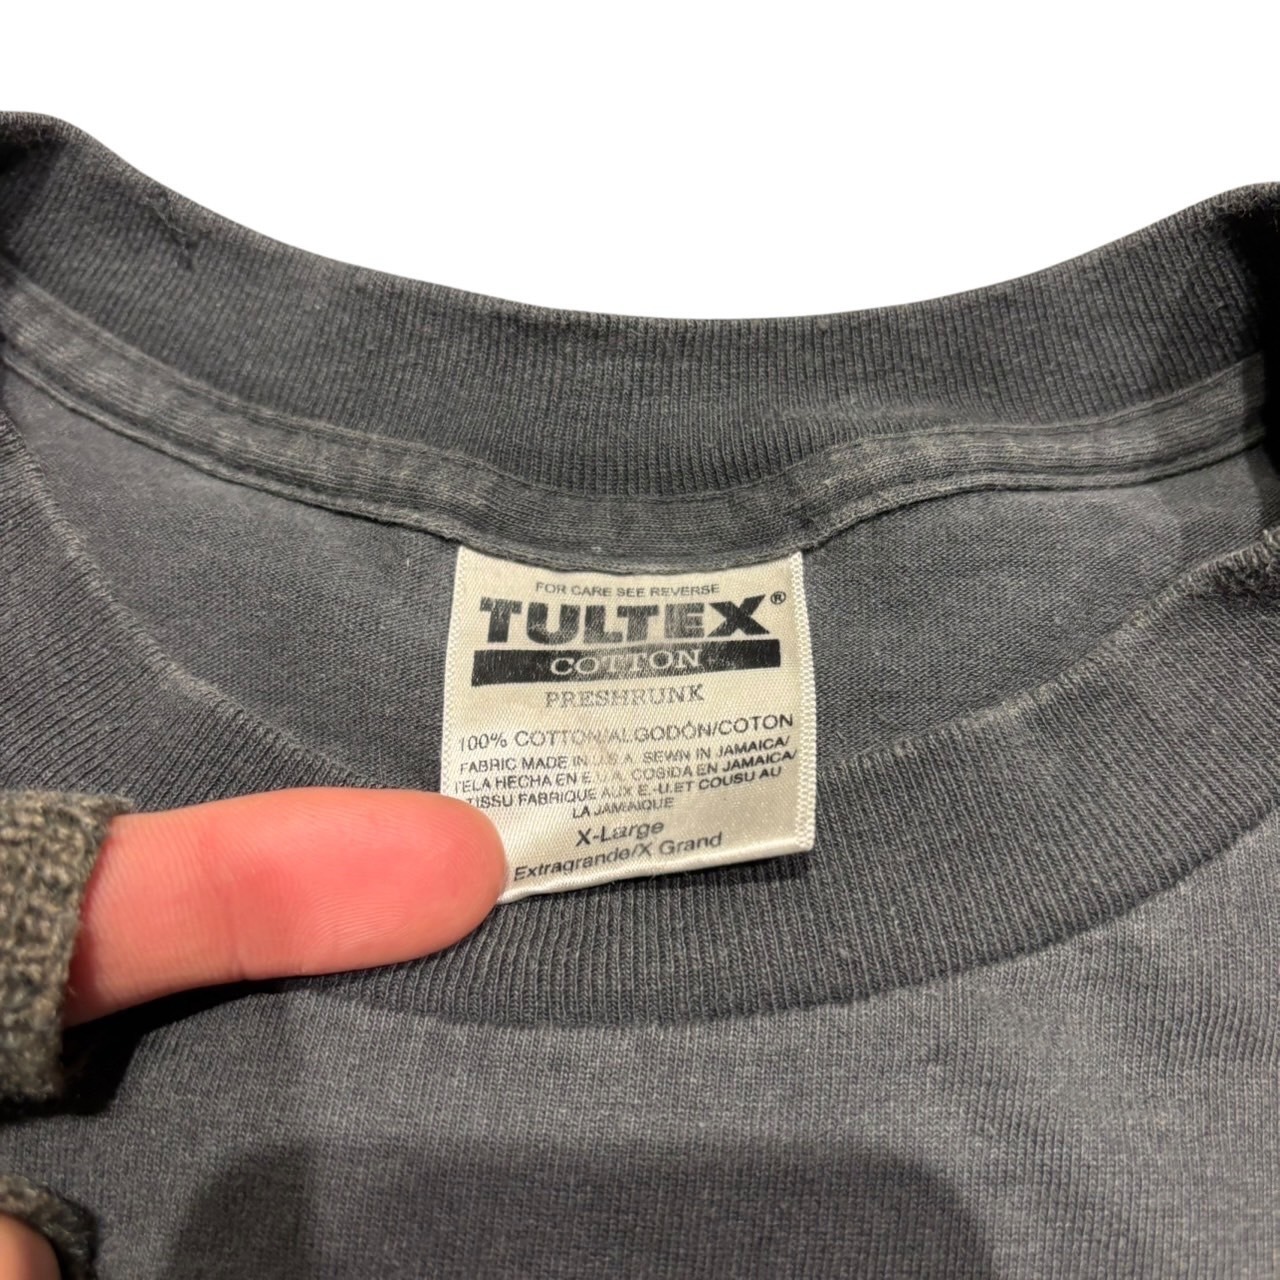 FOR CARE SEE REVERSE
TULTEX®
COTTON
PRESHRUNK
100% COTTON/ALGODÓN/COTON
FABRIC MADE IN U.S.A. SEWN IN JAMAICA/
TELA HECHA EN E.U.A. COSIDA EN JAMAICA/
TISSU FABRIQUE AUX E.-U.ET COUSU AU
LA JAMAIQUE
X-Large
Extragrande/X Grand